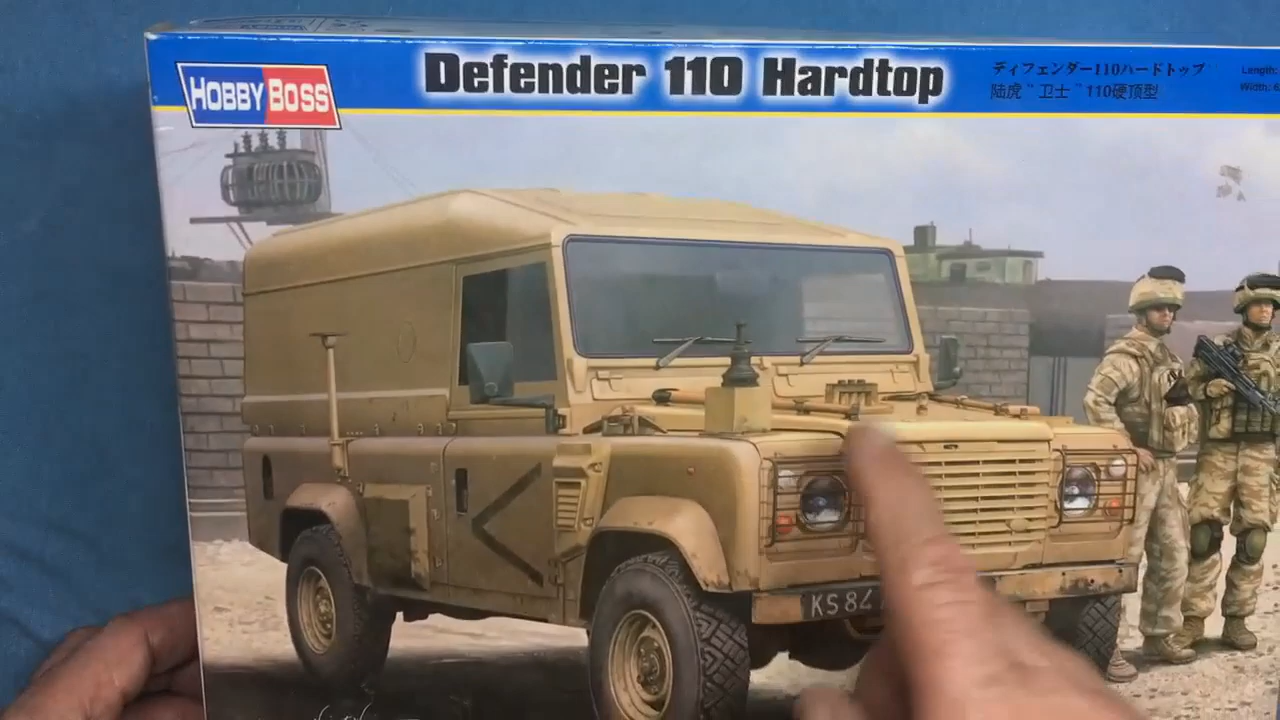 HOBBY BOSS
Defender 110 Hardtop
ディフェンダー110ハードトップ
陆虎"卫士"110硬顶型
Length:
Width:
KS84